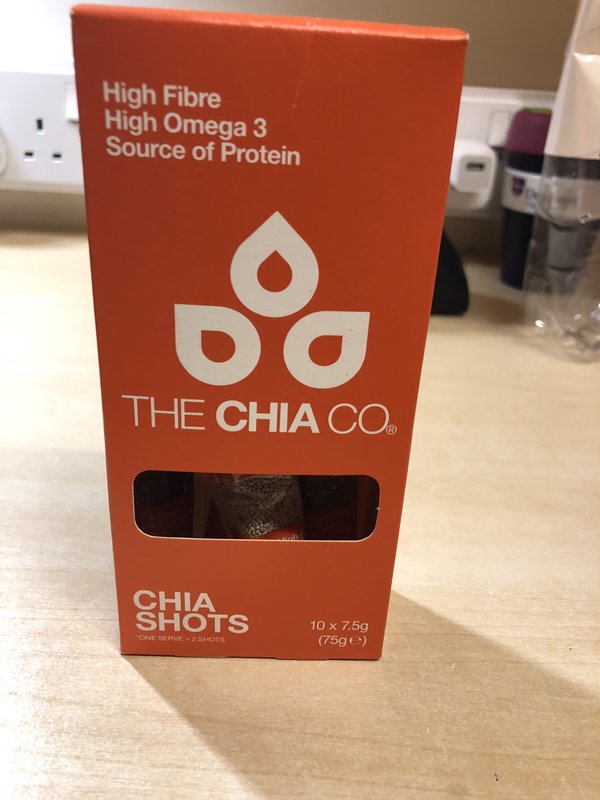 High Fibre
High Omega 3
Source of Protein
THE CHIA CO®
CHIA
SHOTS
*ONE SERVE = 2 SHOTS
10 x 7.5g
(75g ℮)